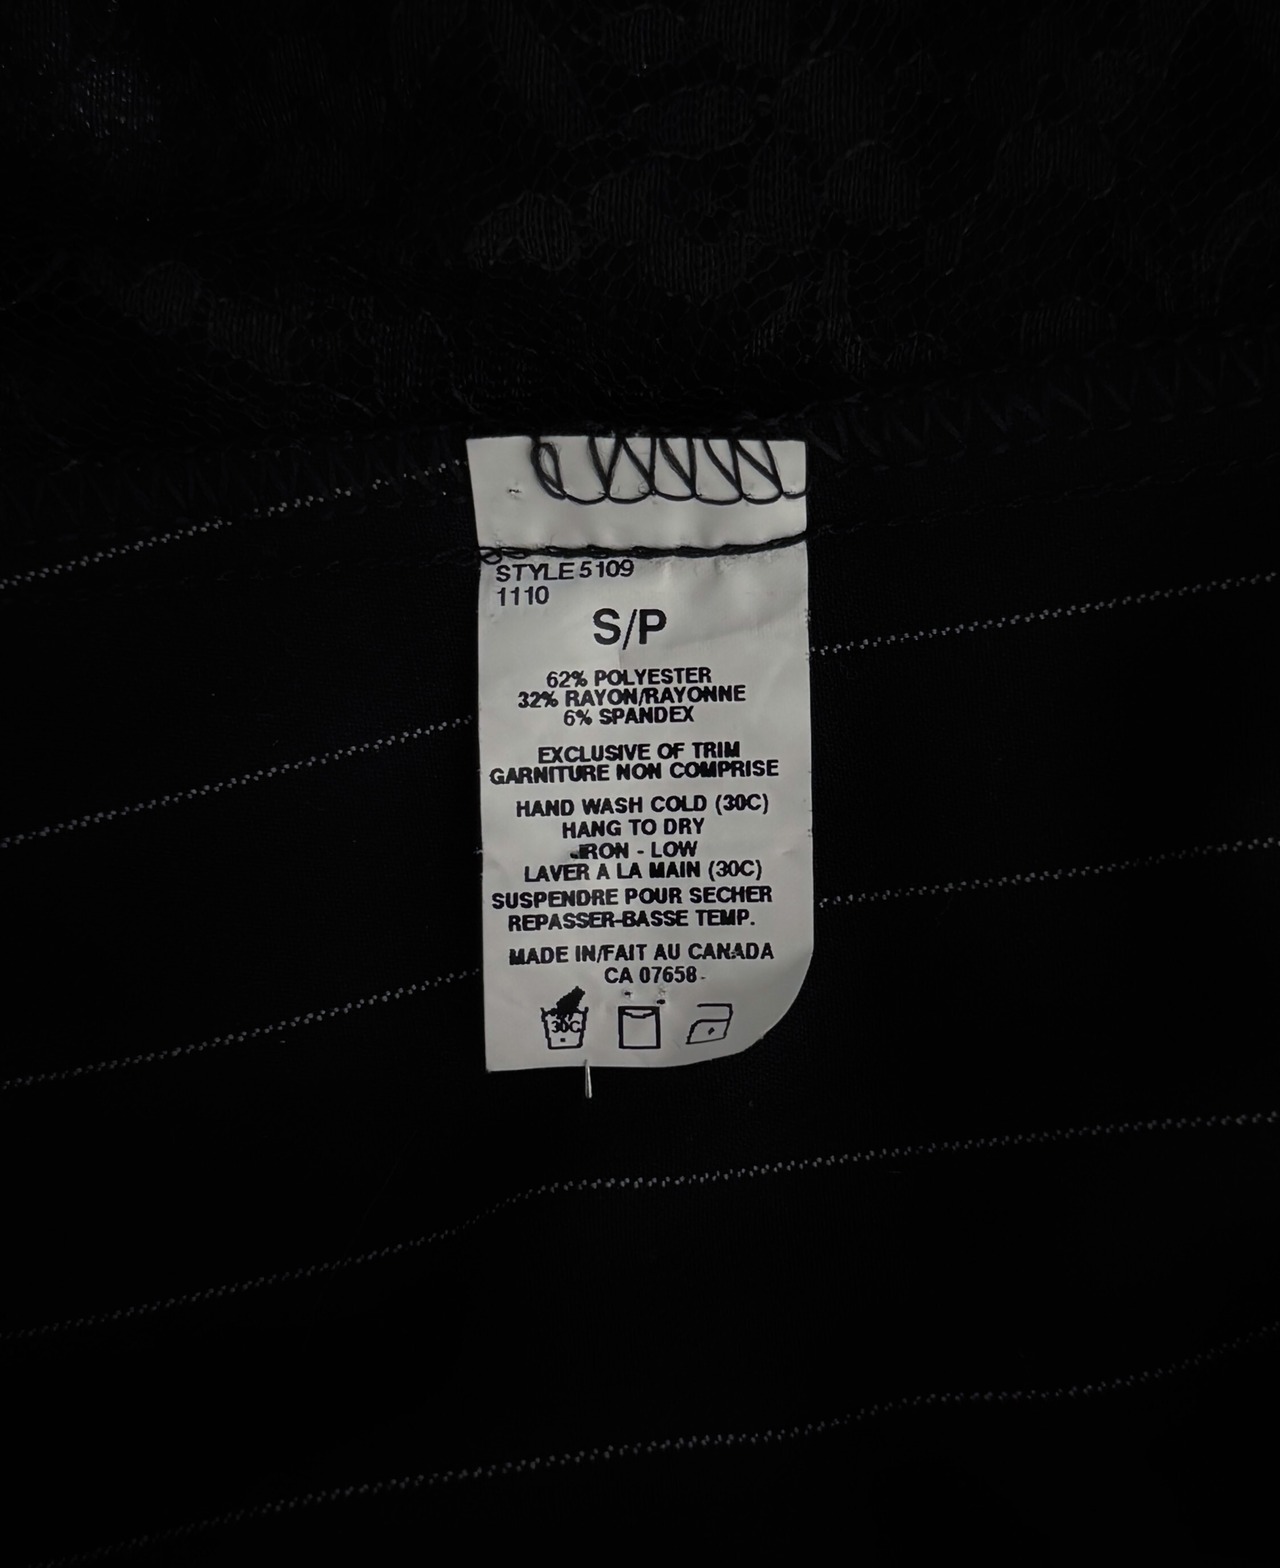 STYLE 5109
1110
S/P
62% POLYESTER
32% RAYON/RAYONNE
6% SPANDEX
EXCLUSIVE OF TRIM
GARNITURE NON COMPRISE
HAND WASH COLD (30C)
HANG TO DRY
IRON - LOW
LAVER A LA MAIN (30C)
SUSPENDRE POUR SECHER
REPASSER-BASSE TEMP.
MADE IN/FAIT AU CANADA
CA 07658
30C